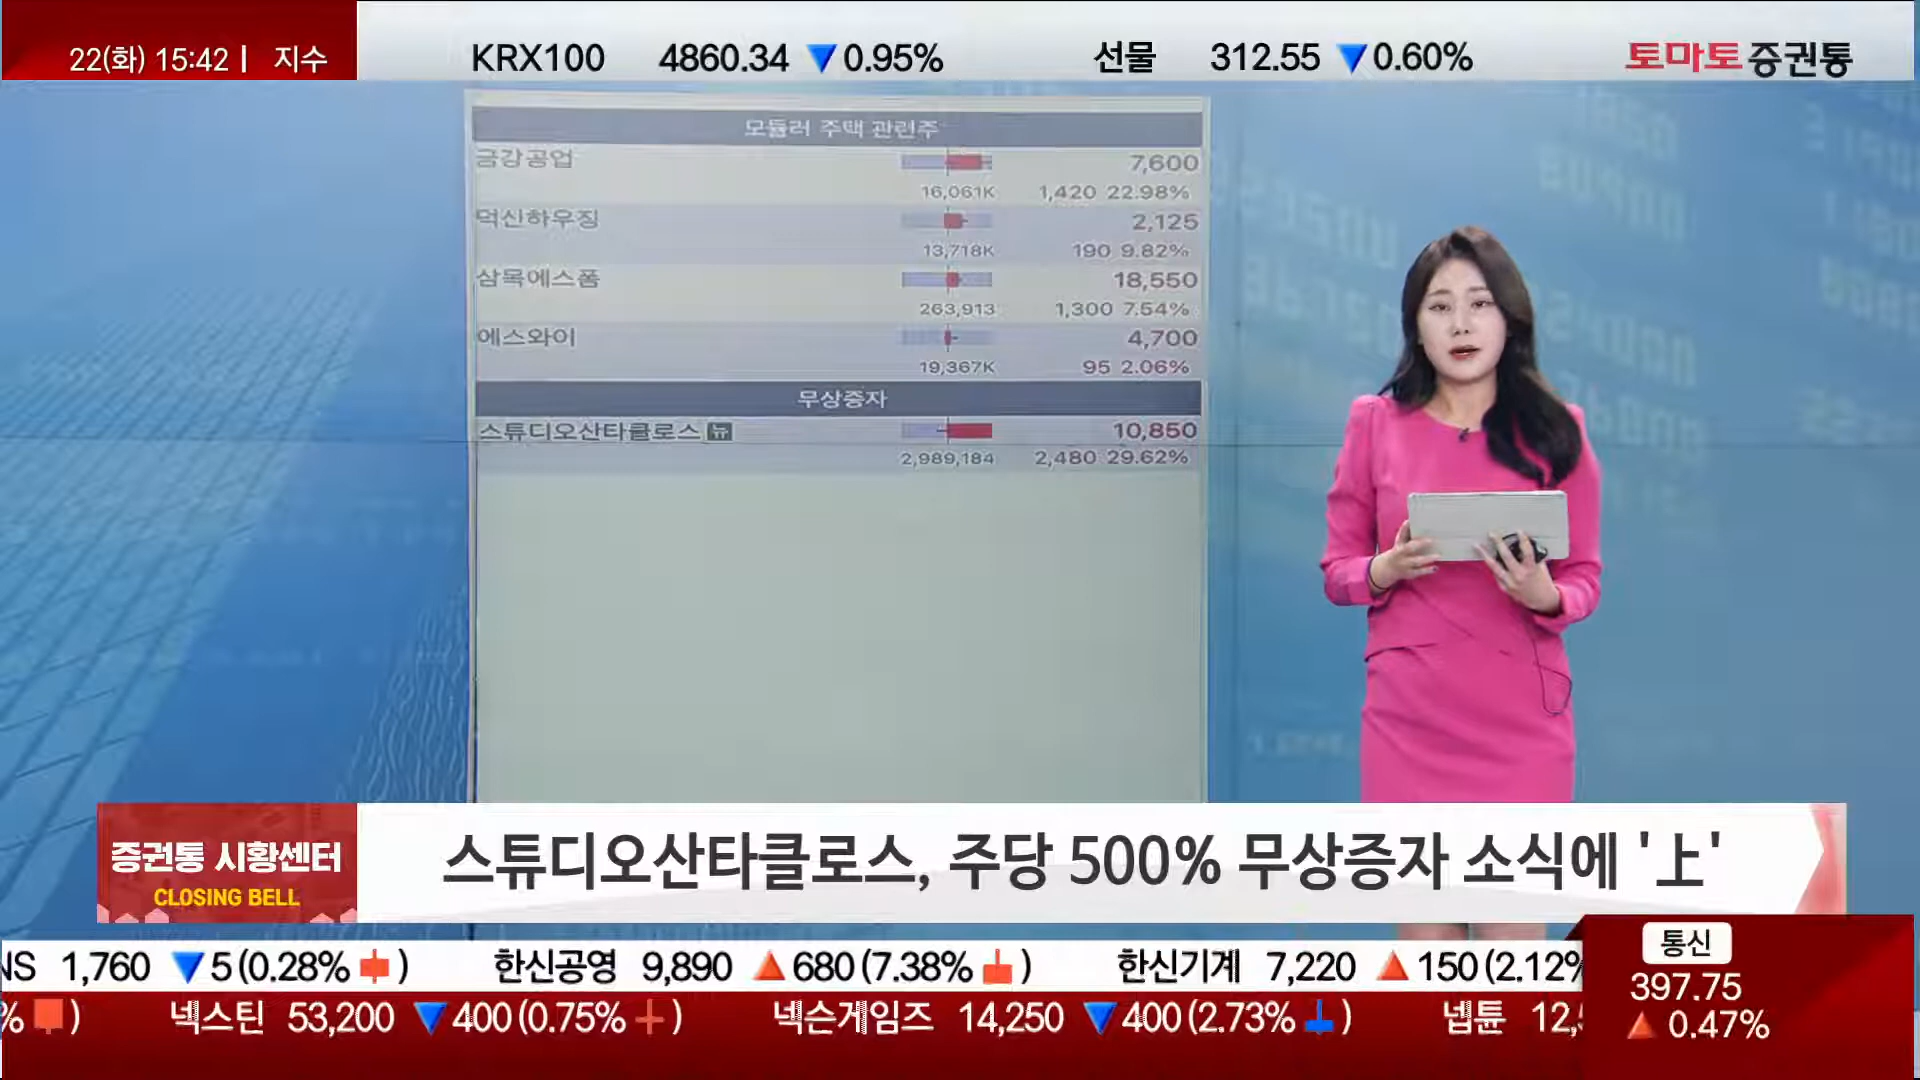 22(화) 15:42 | 지수 KRX100 4860.34 ▼0.95% 선물 312.55 ▼0.60% 토마토증권통
모듈러 주택 관련주
금강공업 7,600
16,061K 1,420 22.98%
덕신하우징 2,125
13,718K 190 9.82%
삼목에스폼 18,550
263,913 1,300 7.54%
에스와이 4,700
19,367K 95 2.06%
무상증자
스튜디오산타클로스 뉴 10,850
2,989,184 2,480 29.62%
증권통 시황센터
CLOSING BELL
스튜디오산타클로스, 주당 500% 무상증자 소식에 '上'
통신
397.75
▲ 0.47%
1,760 ▼5(0.28% ) 한신공영 9,890 ▲680(7.38% ) 한신기계 7,220 ▲150(2.12%
% ) 넥스틴 53,200 ▼400(0.75% ) 넥슨게임즈 14,250 ▼400(2.73% ) 넵튠